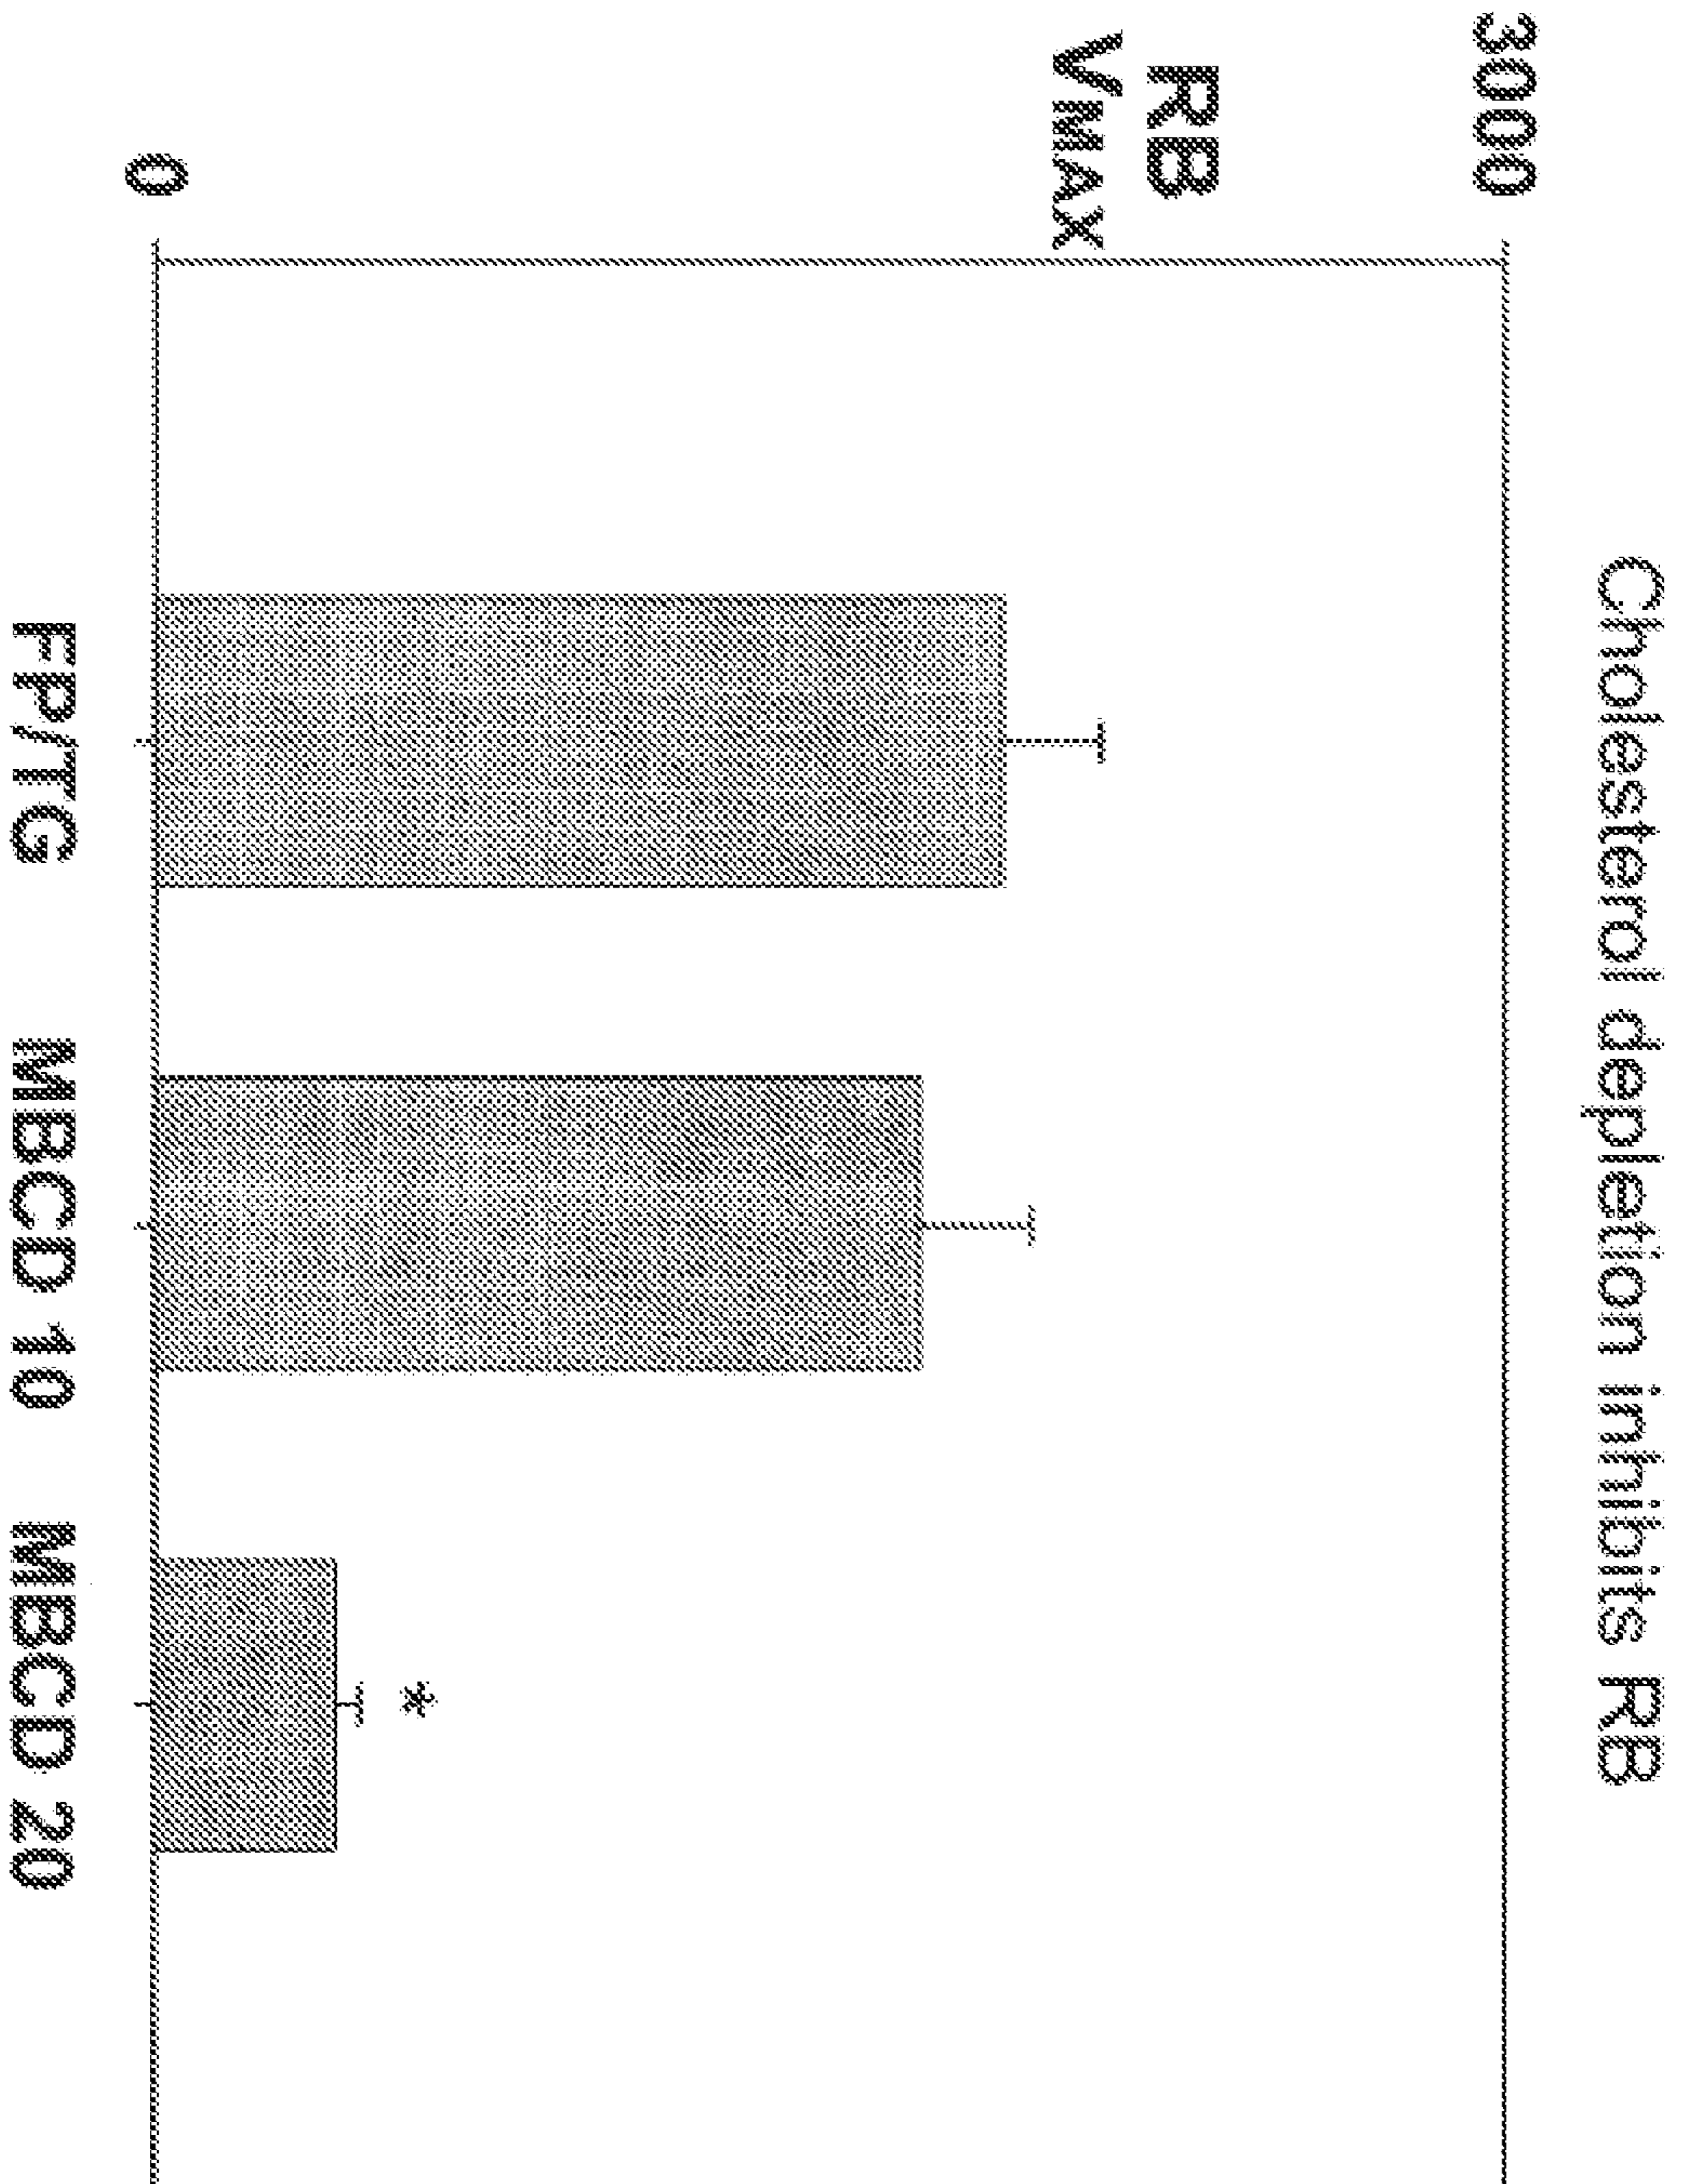 Cholesterol depletion inhibits RB
3000
RB
VMAX
0
FP/TG MBCD 10 MBCD 20
*